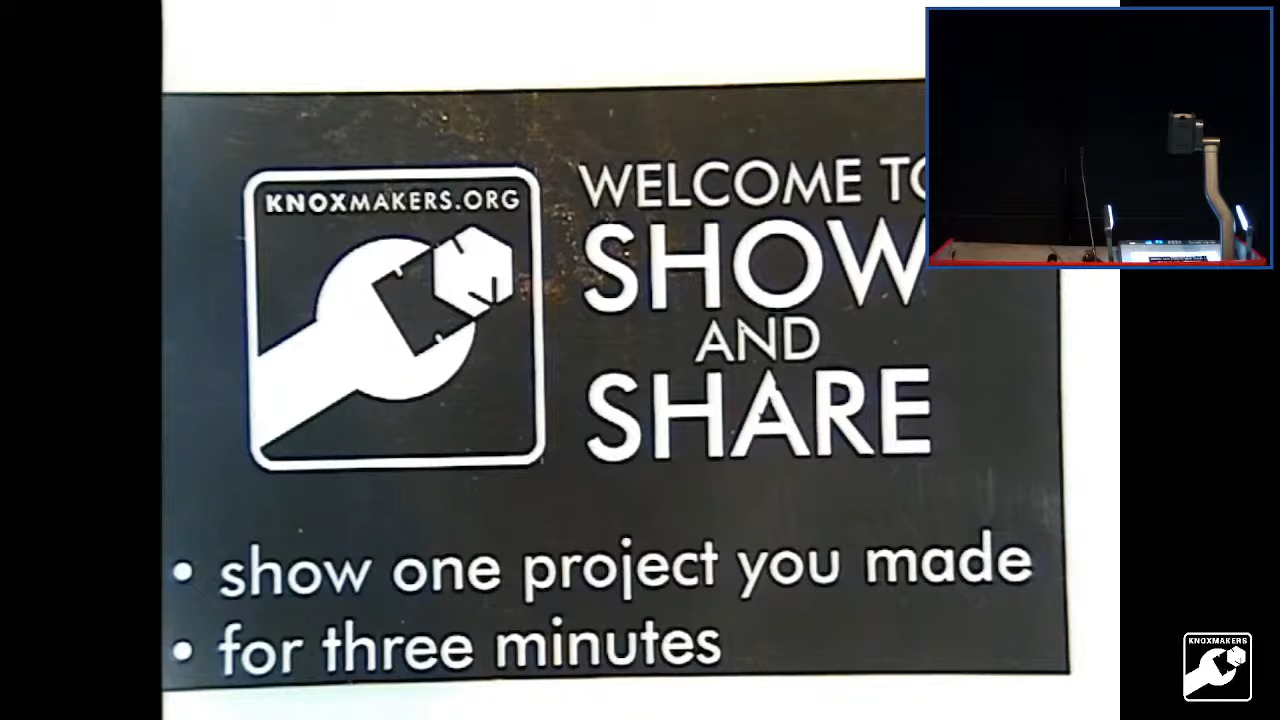 KNOXMAKERS.ORG
WELCOME TO
SHOW
AND
SHARE
• show one project you made
• for three minutes
KNOXMAKERS